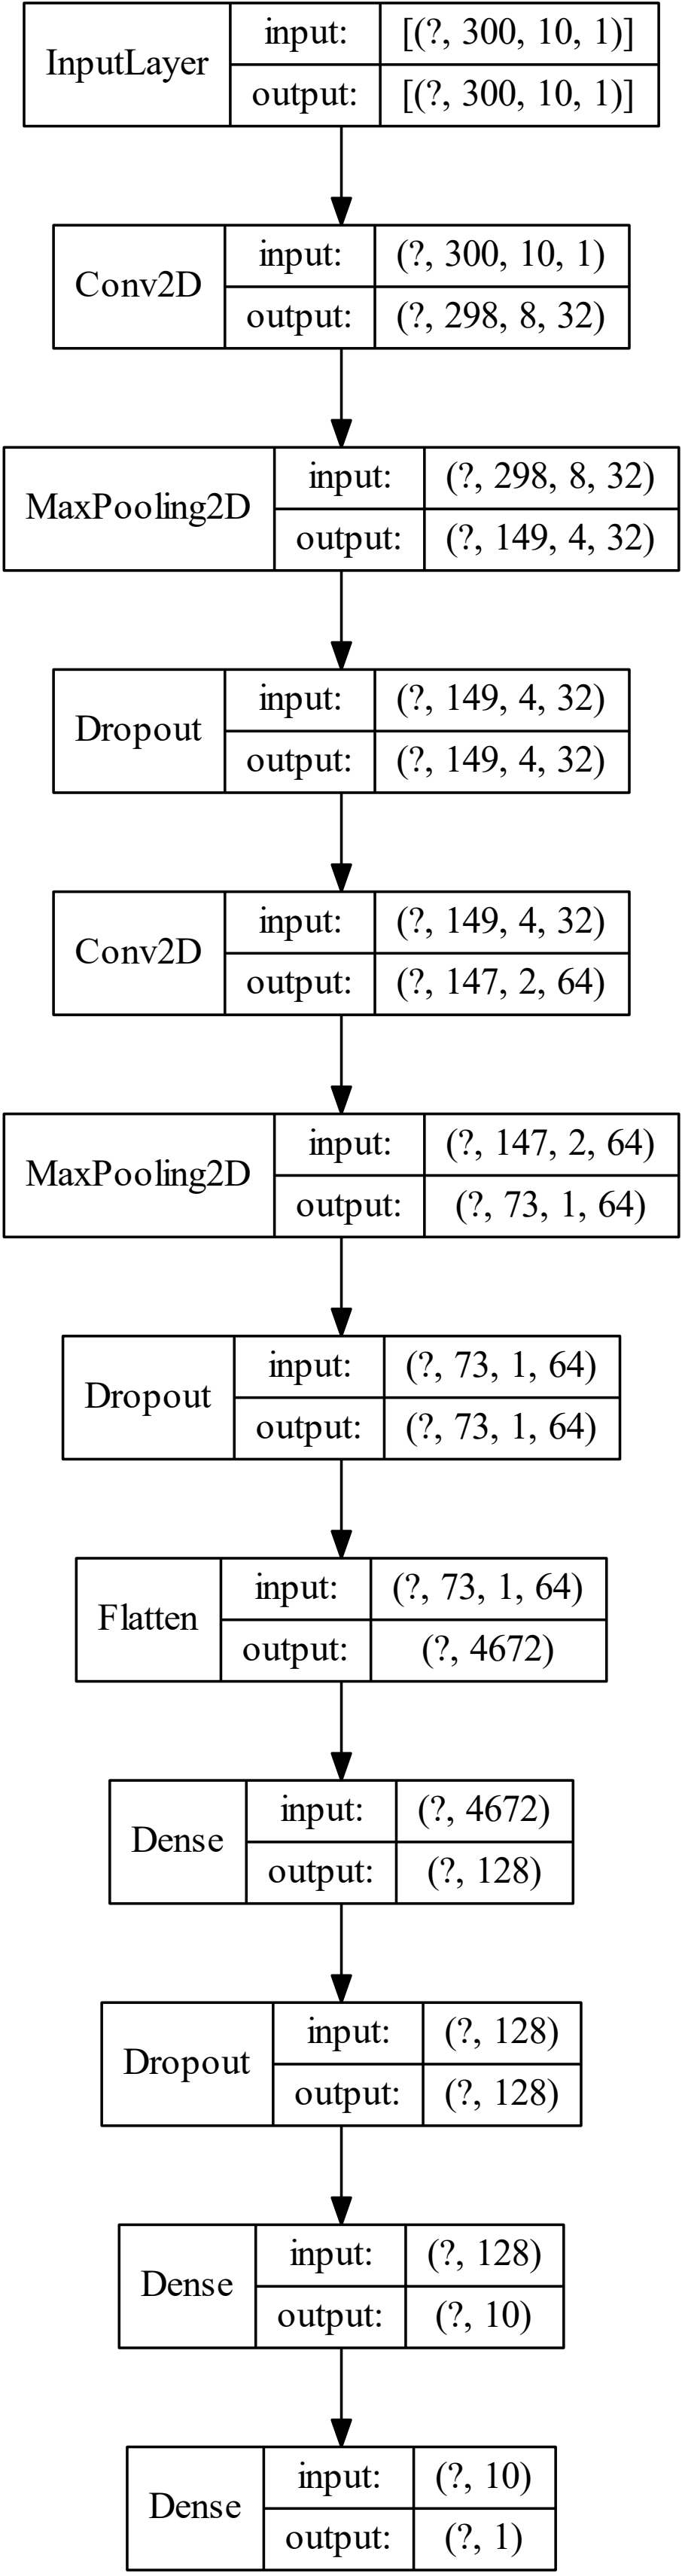 InputLayer
input: [(?, 300, 10, 1)]
output: [(?, 300, 10, 1)]
Conv2D
input: (?, 300, 10, 1)
output: (?, 298, 8, 32)
MaxPooling2D
input: (?, 298, 8, 32)
output: (?, 149, 4, 32)
Dropout
input: (?, 149, 4, 32)
output: (?, 149, 4, 32)
Conv2D
input: (?, 149, 4, 32)
output: (?, 147, 2, 64)
MaxPooling2D
input: (?, 147, 2, 64)
output: (?, 73, 1, 64)
Dropout
input: (?, 73, 1, 64)
output: (?, 73, 1, 64)
Flatten
input: (?, 73, 1, 64)
output: (?, 4672)
Dense
input: (?, 4672)
output: (?, 128)
Dropout
input: (?, 128)
output: (?, 128)
Dense
input: (?, 128)
output: (?, 10)
Dense
input: (?, 10)
output: (?, 1)